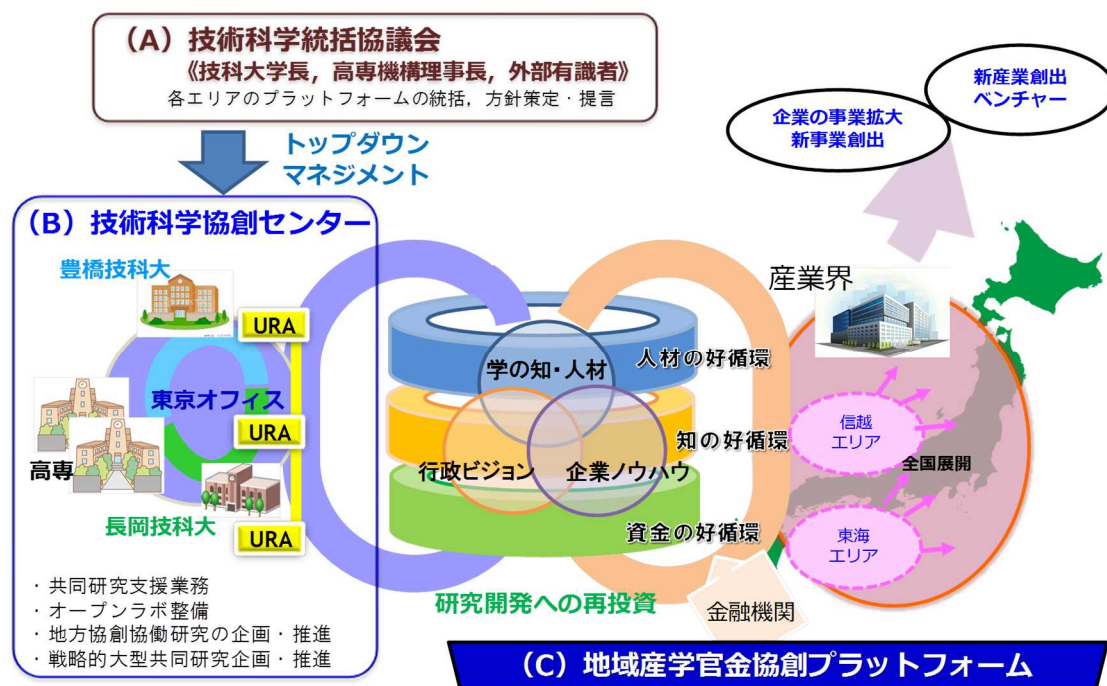 （A）技術科学統括協議会
《技科大学長，高専機構理事長，外部有識者》
各エリアのプラットフォームの統括，方針策定・提言
トップダウン
マネジメント
新産業創出
ベンチャー
企業の事業拡大
新事業創出
（B）技術科学協創センター
豊橋技科大
URA
東京オフィス
URA
高専
長岡技科大
URA
・共同研究支援業務
・オープンラボ整備
・地方協創協働研究の企画・推進
・戦略的大型共同研究企画・推進
学の知・人材
行政ビジョン
企業ノウハウ
人材の好循環
知の好循環
資金の好循環
研究開発への再投資
金融機関
産業界
信越
エリア
全国展開
東海
エリア
（C）地域産学官金協創プラットフォーム